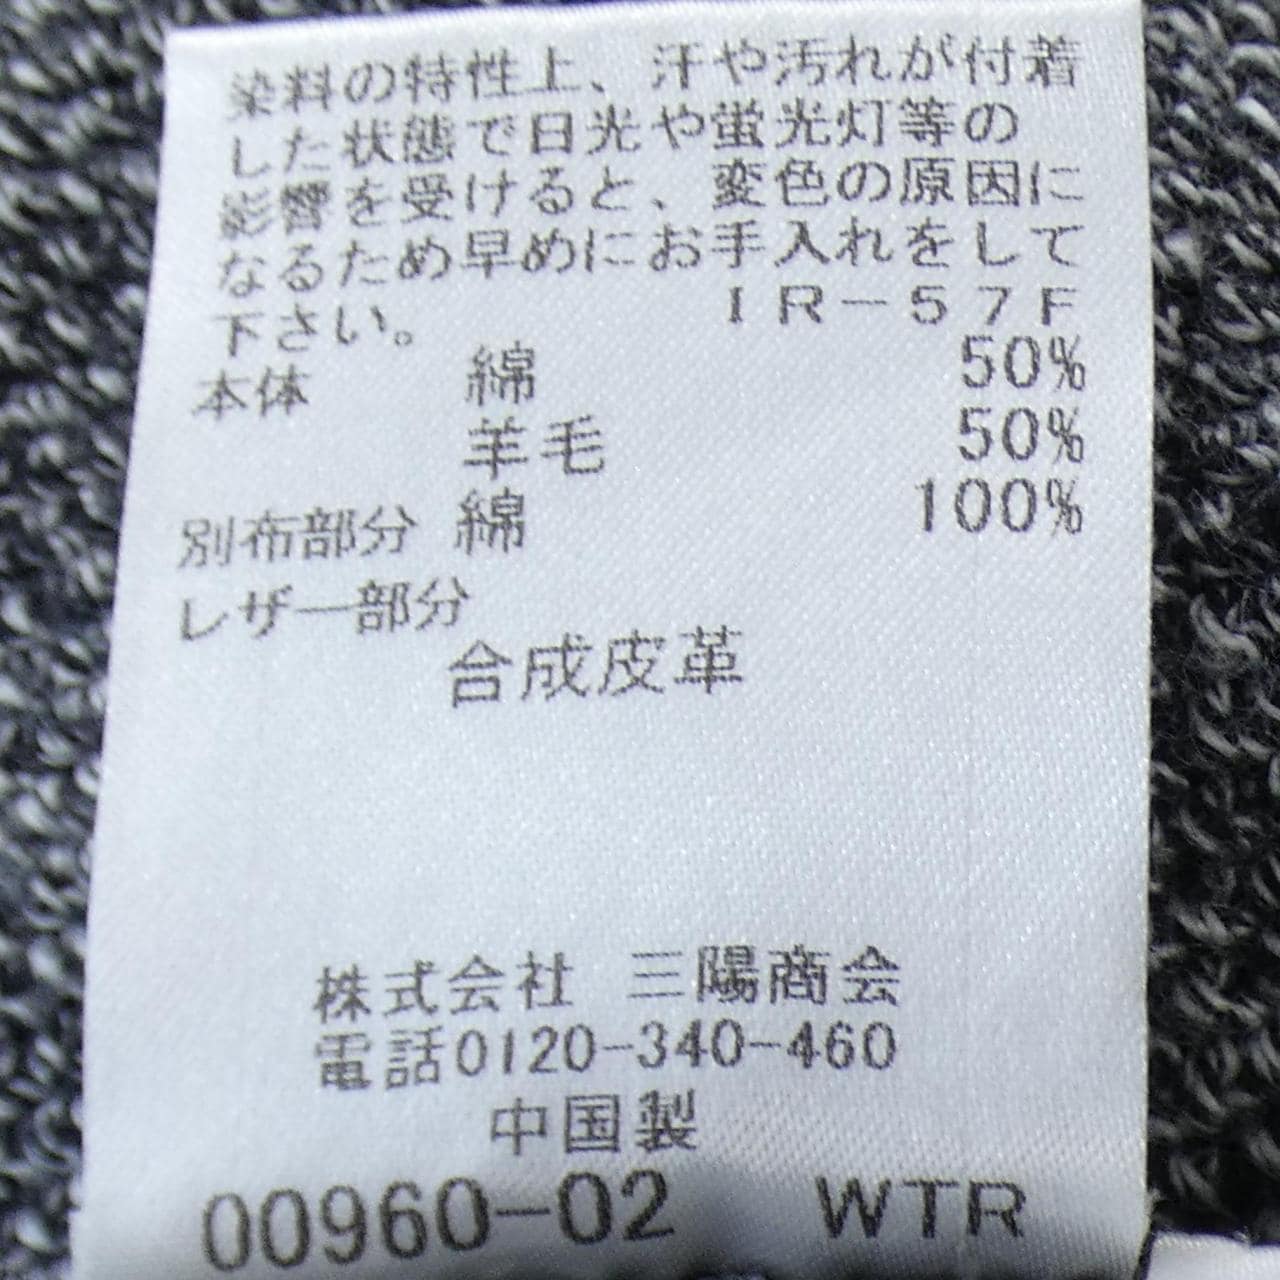 染料の特性上、汗や汚れが付着
した状態で日光や蛍光灯等の
影響を受けると、変色の原因に
なるため早めにお手入れをして
下さい。 IR-57F
本体 綿 50%
羊毛 50%
別布部分 綿 100%
レザー部分
合成皮革
株式会社 三陽商会
電話0120-340-460
中国製
00960-02 WTR